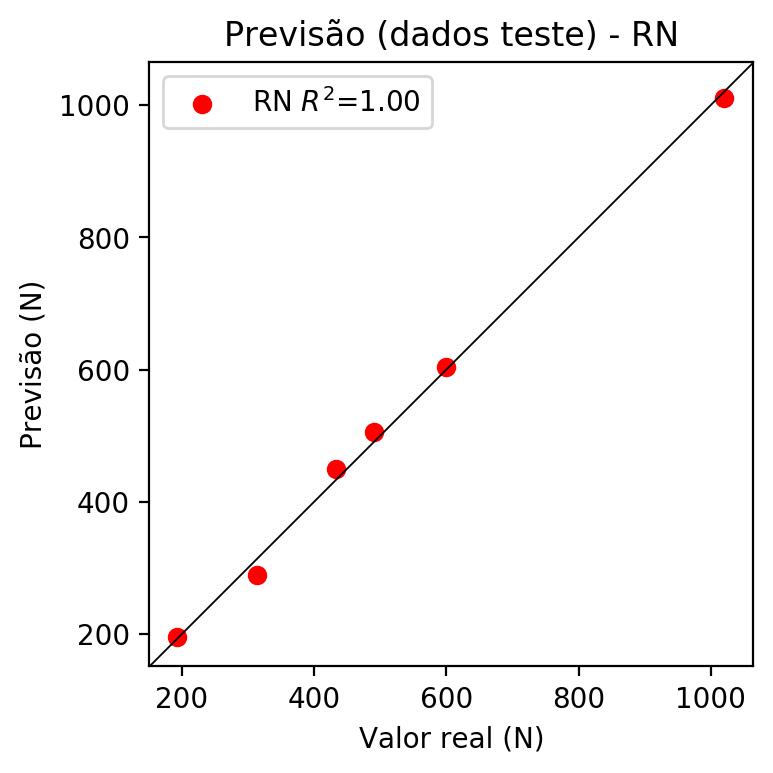 Previsão (dados teste) - RN
RN R²=1.00
Previsão (N)
1000
800
600
400
200
200 400 600 800 1000
Valor real (N)